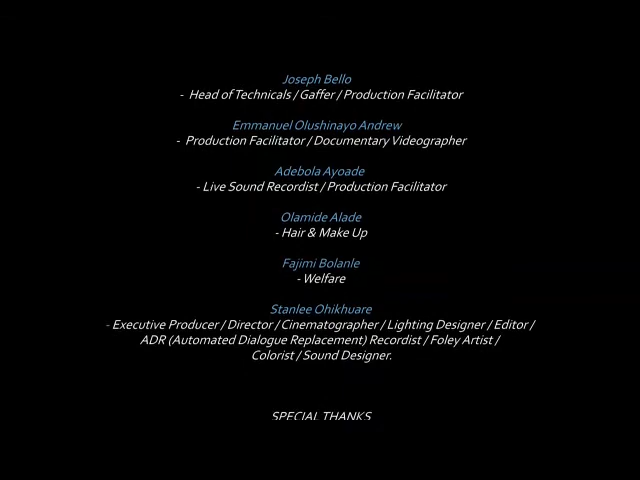 Joseph Bello
- Head of Technicals / Gaffer / Production Facilitator
Emmanuel Olushinayo Andrew
- Production Facilitator / Documentary Videographer
Adebola Ayoade
- Live Sound Recordist / Production Facilitator
Olamide Alade
- Hair & Make Up
Fajimi Bolanle
- Welfare
Stanlee Ohikhuare
- Executive Producer / Director / Cinematographer / Lighting Designer / Editor /
ADR (Automated Dialogue Replacement) Recordist / Foley Artist /
Colorist / Sound Designer.
SPECIAL THANKS